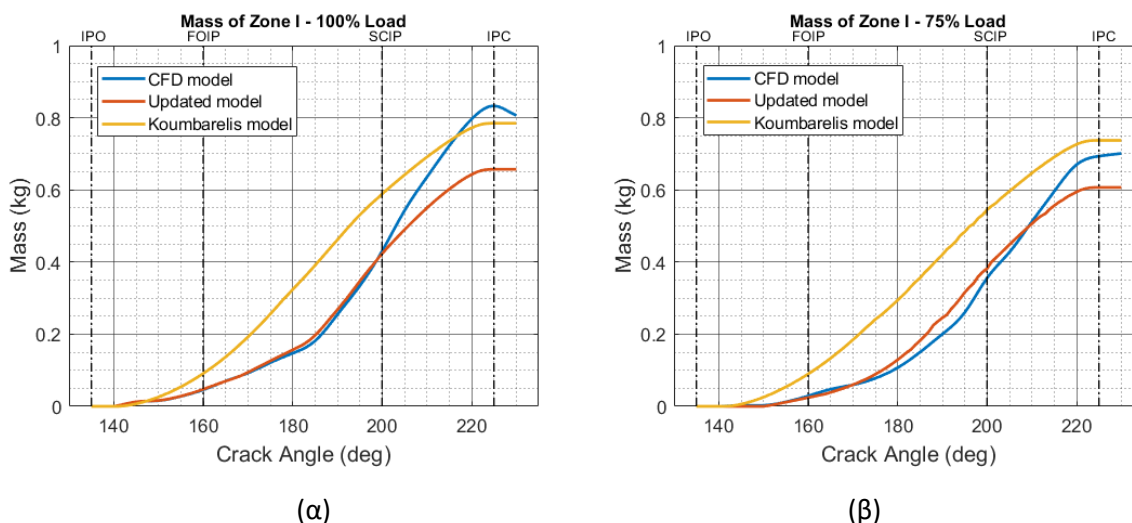 Mass of Zone I - 100% Load
IPO FOIP SCIP IPC
1
0.8
0.6
0.4
0.2
0
Mass (kg)
CFD model
Updated model
Koumbarelis model
140 160 180 200 220
Crack Angle (deg)
(α)
Mass of Zone I - 75% Load
IPO FOIP SCIP IPC
1
0.8
0.6
0.4
0.2
0
Mass (kg)
CFD model
Updated model
Koumbarelis model
140 160 180 200 220
Crack Angle (deg)
(β)